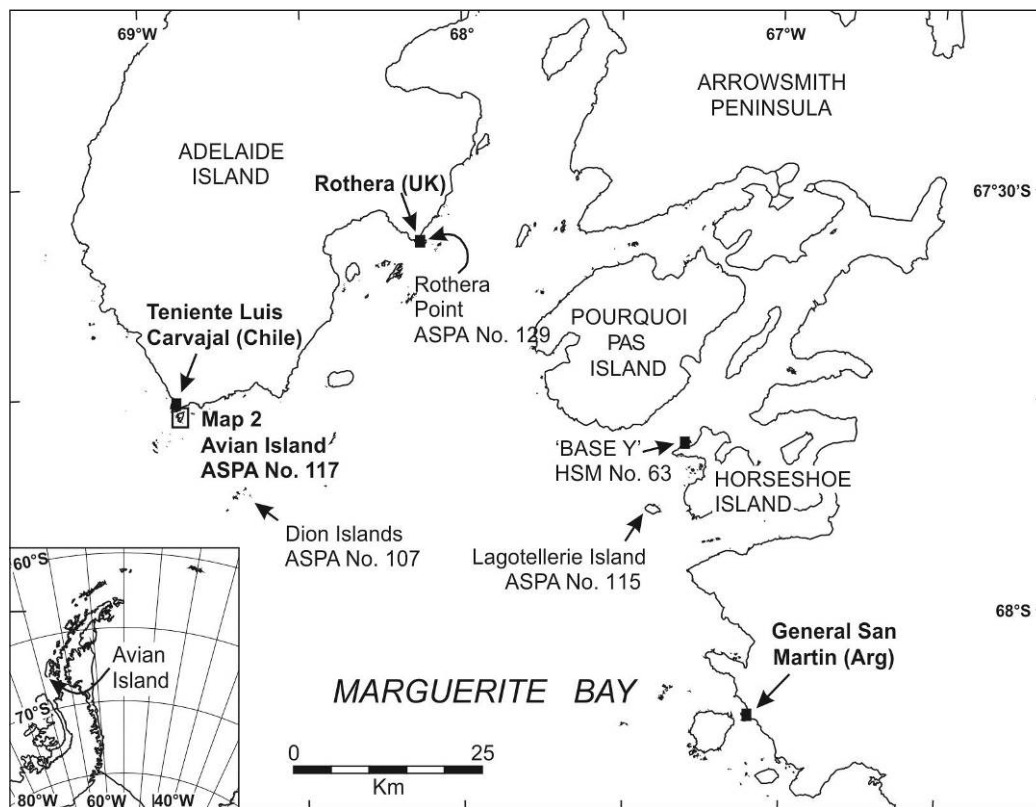 69°W
68°
67°W
ARROWSMITH
PENINSULA
ADELAIDE
ISLAND
Rothera (UK)
67°30'S
Rothera
Point
ASPA No. 129
Teniente Luis
Carvajal (Chile)
POURQUOI
PAS
ISLAND
Map 2
Avian Island
ASPA No. 117
'BASE Y'
HSM No. 63
HORSESHOE
ISLAND
Dion Islands
ASPA No. 107
Lagotellerie Island
ASPA No. 115
60°S
68°S
General San
Martin (Arg)
Avian
Island
MARGUERITE BAY
70°S
0
25
Km
80°W
60°W
40°W